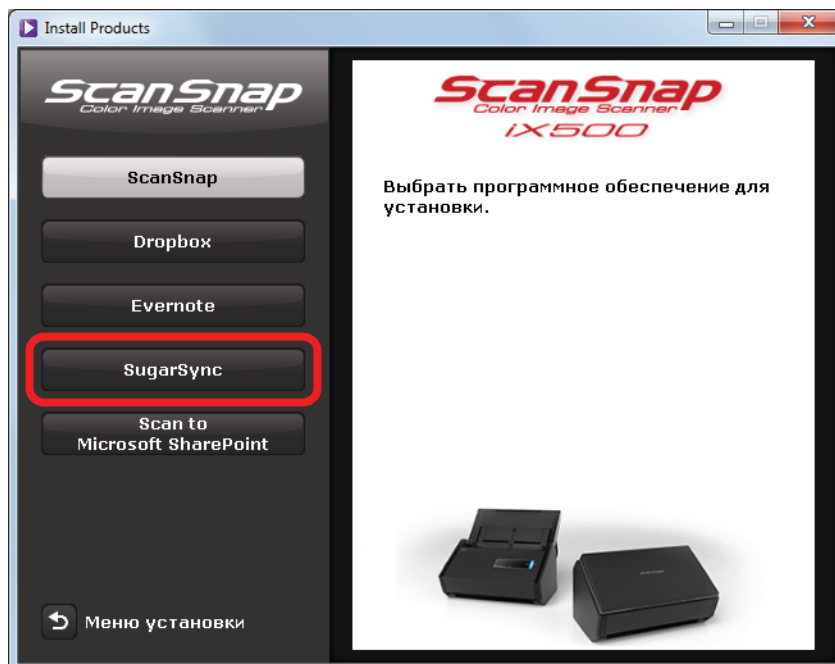 Install Products
ScanSnap
Color Image Scanner
ScanSnap
Dropbox
Evernote
SugarSync
Scan to
Microsoft SharePoint
Меню установки
ScanSnap
Color Image Scanner
iX500
Выбрать программное обеспечение для
установки.